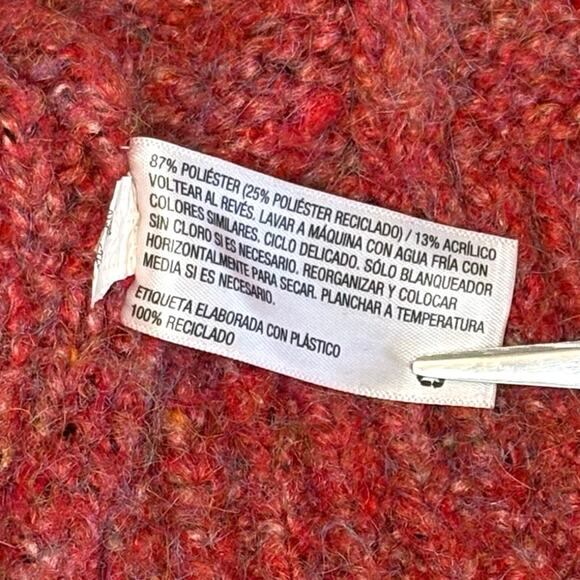 87% POLIÉSTER (25% POLIÉSTER RECICLADO) / 13% ACRÍLICO
VOLTEAR AL REVÉS. LAVAR A MÁQUINA CON AGUA FRÍA CON
COLORES SIMILARES. CICLO DELICADO. SÓLO BLANQUEADOR
SIN CLORO SI ES NECESARIO. REORGANIZAR Y COLOCAR
HORIZONTALMENTE PARA SECAR. PLANCHAR A TEMPERATURA
MEDIA SI ES NECESARIO.
ETIQUETA ELABORADA CON PLÁSTICO
100% RECICLADO